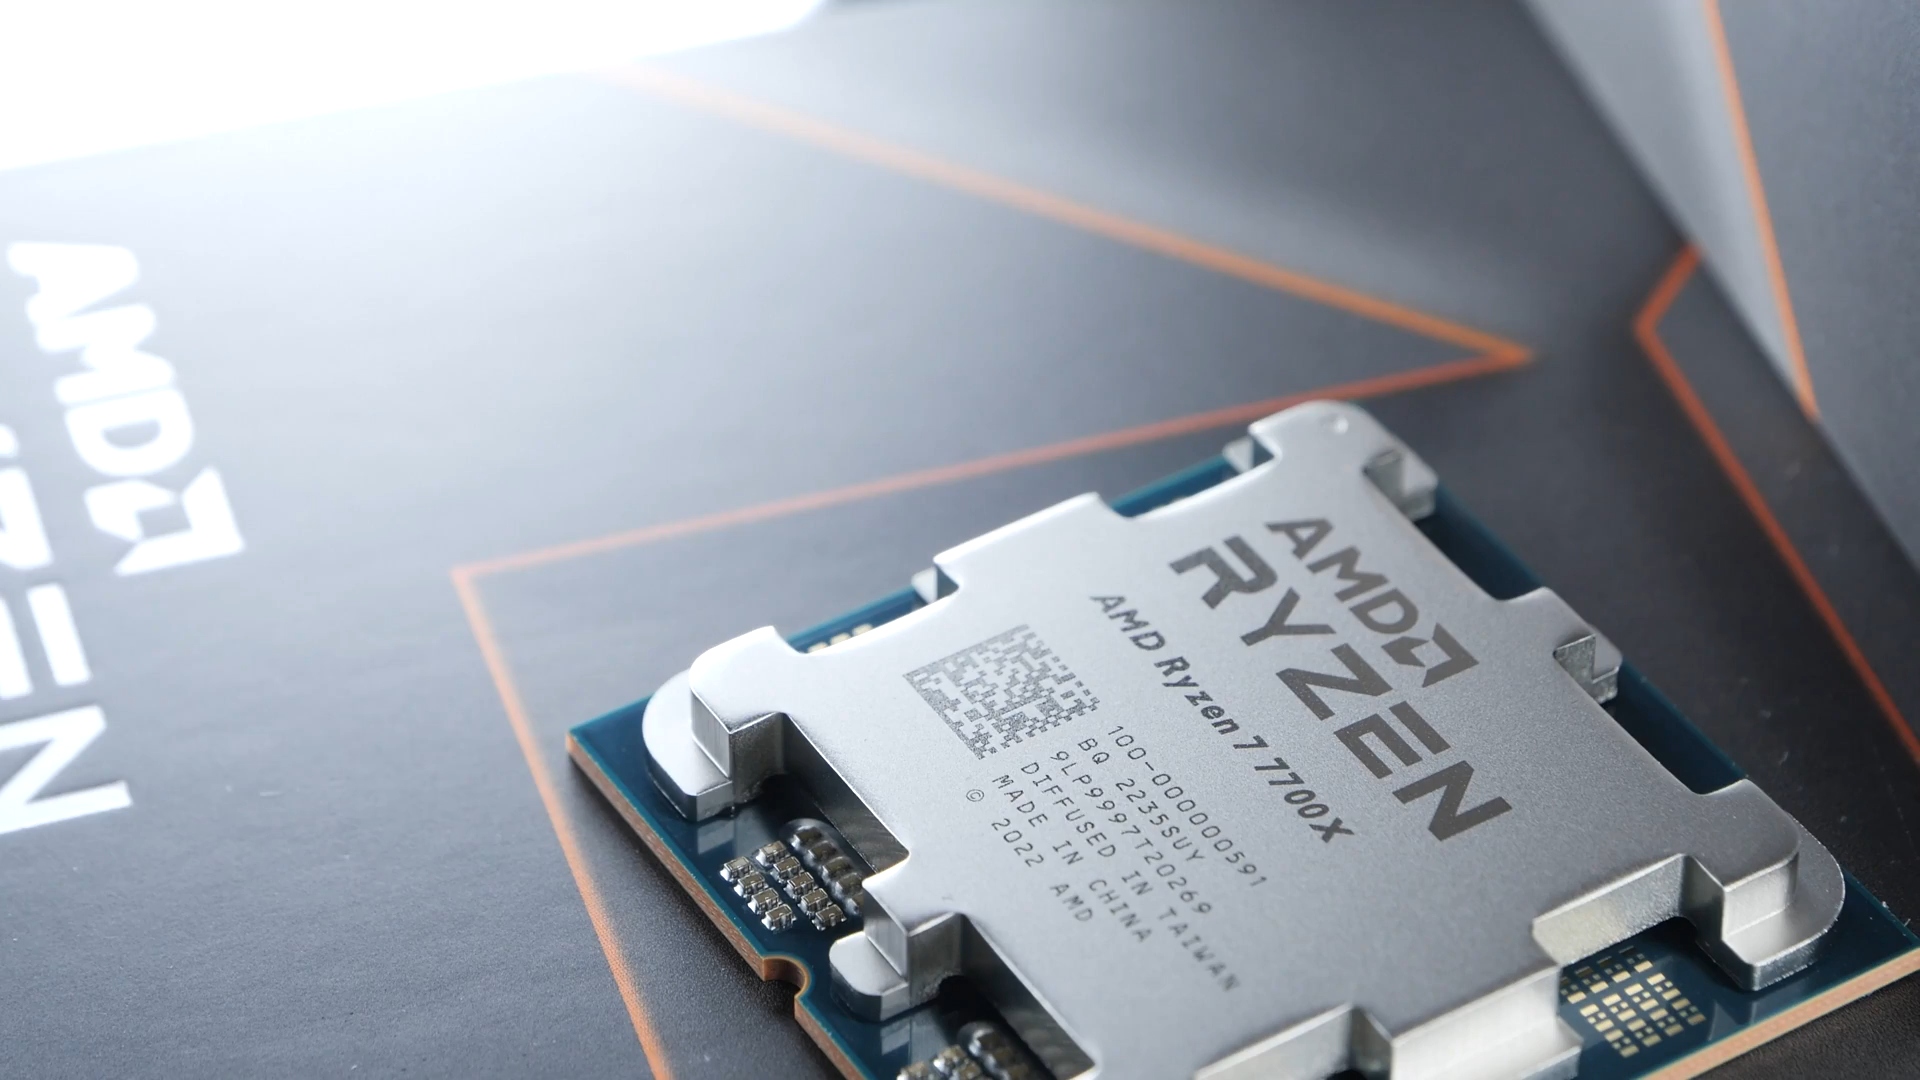 AMD
RYZEN
AMD Ryzen 7 7700X
100-000000591
BQ 2235SUY
9LP9997T20269
DIFFUSED IN TAIWAN
MADE IN CHINA
© 2022 AMD
AMD
ZEN